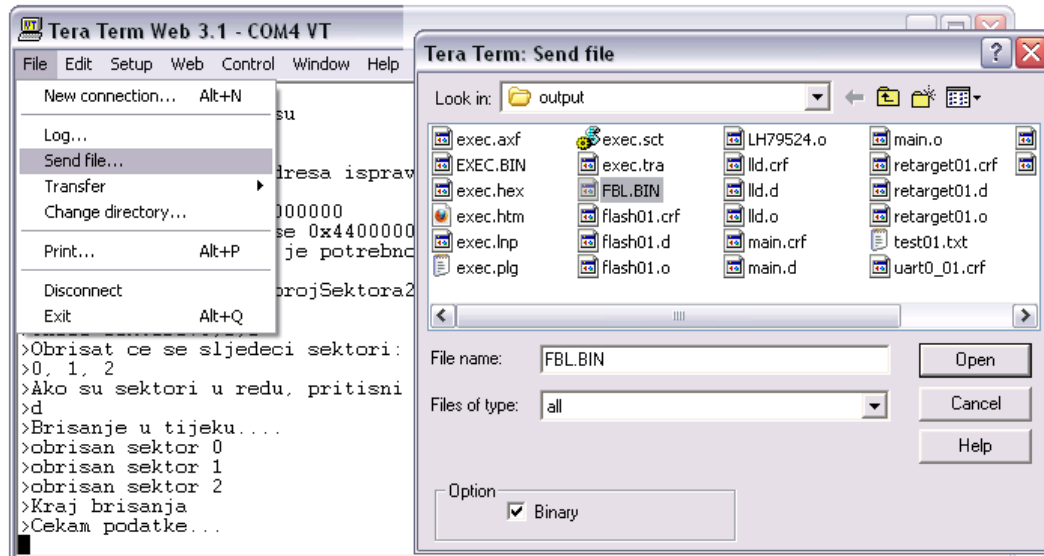 Tera Term Web 3.1 - COM4 VT
File Edit Setup Web Control Window Help
New connection... Alt+N
Log...
Send file...
Transfer
Change directory...
Print... Alt+P
Disconnect
Exit Alt+Q
su
dresa isprav
000000
se 0x4400000
je potrebno
brojSektora2
>Obrisat ce se sljedeci sektori:
>0, 1, 2
>Ako su sektori u redu, pritisni
>d
>Brisanje u tijeku....
>obrisan sektor 0
>obrisan sektor 1
>obrisan sektor 2
>Kraj brisanja
>Cekam podatke...
Tera Term: Send file
Look in: output
exec.axf
EXEC.BIN
exec.hex
exec.htm
exec.lnp
exec.plg
exec.sct
exec.tra
FBL.BIN
flash01.crf
flash01.d
flash01.o
LH79524.o
lld.crf
lld.d
lld.o
main.crf
main.d
main.o
retarget01.crf
retarget01.d
retarget01.o
test01.txt
uart0_01.crf
File name: FBL.BIN
Open
Files of type: all
Cancel
Help
Option
Binary